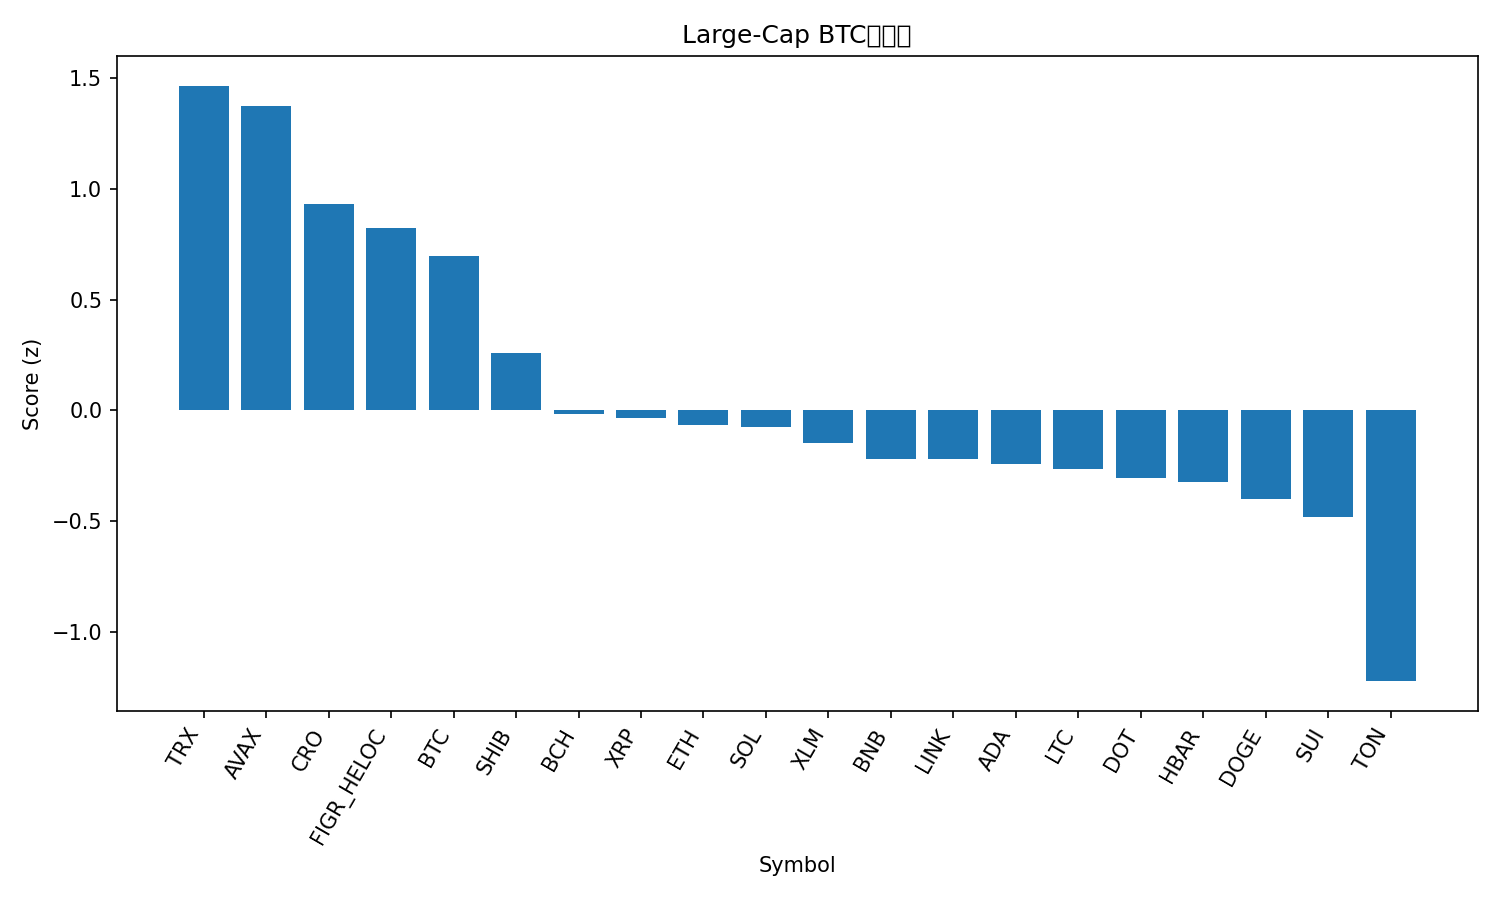 Large-Cap BTC
1.5
1.0
0.5
0.0
−0.5
−1.0
Score (z)
TRX
AVAX
CRO
FIGR_HELOC
BTC
SHIB
BCH
XRP
ETH
SOL
XLM
BNB
LINK
ADA
LTC
DOT
HBAR
DOGE
SUI
TON
Symbol